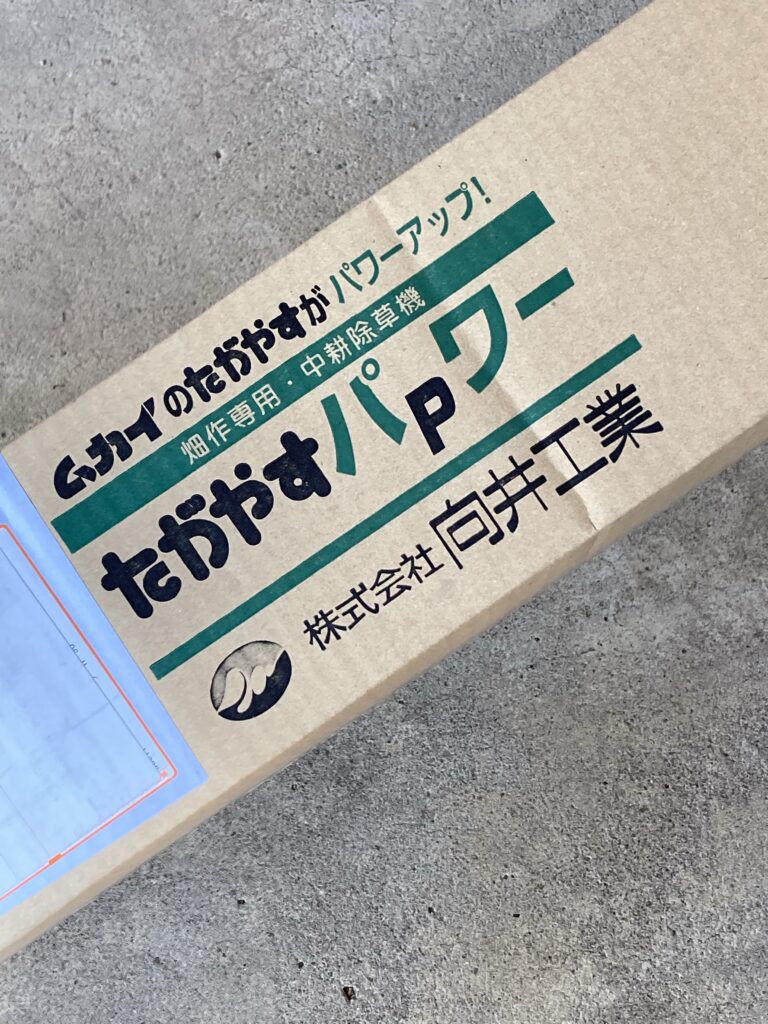 ムカイのたがやすがパワーアップ!
畑作専用・中耕除草機
たがやすパワー
P
株式会社 向井工業